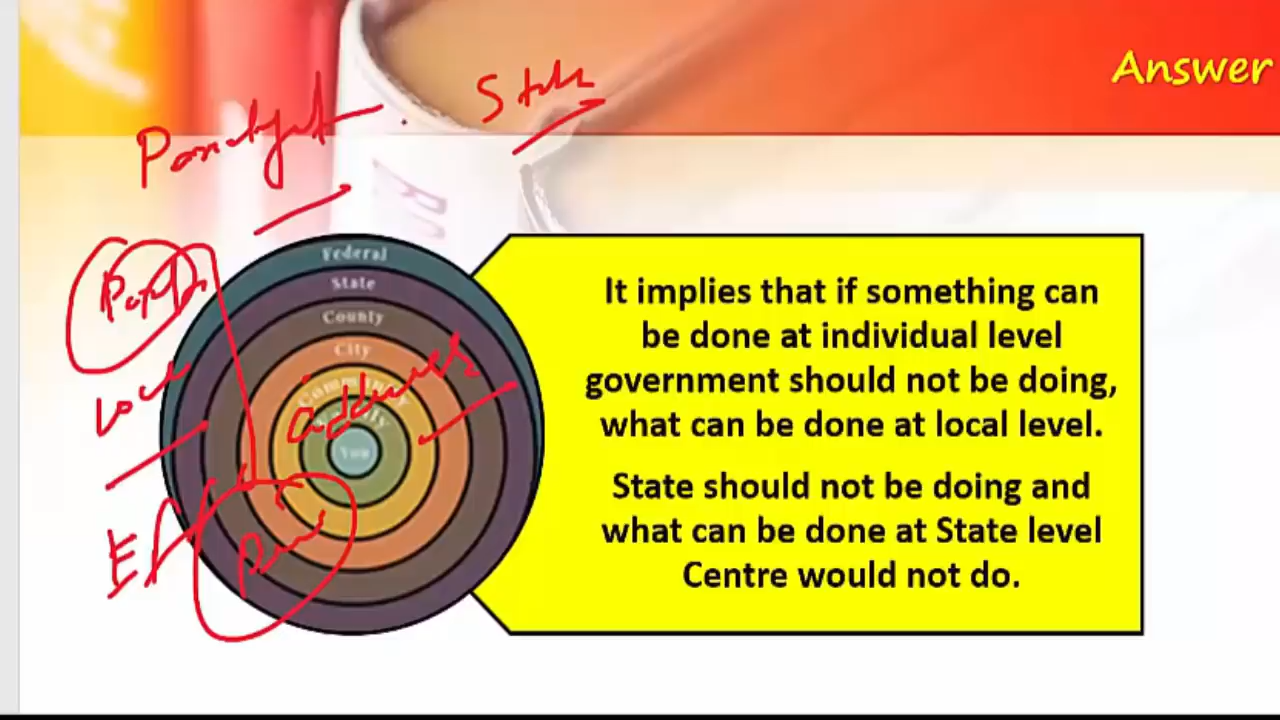 Answer
State
Federal
State
County
City
Community
Family
You
Local
address
It implies that if something can
be done at individual level
government should not be doing,
what can be done at local level.
State should not be doing and
what can be done at State level
Centre would not do.